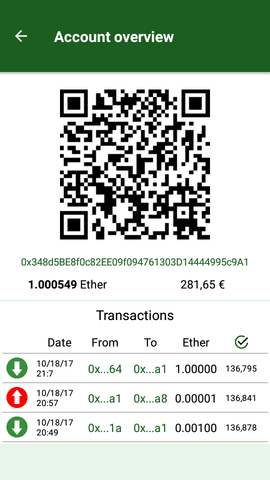 Account overview
0x348d5BE8f0c82EE09f094761303D14444995c9A1
1.000549 Ether 281,65 €
Transactions
Date From To Ether
10/18/17 21:7 0x...64 0x...a1 1.00000 136,795
10/18/17 20:57 0x...a1 0x...a8 0.00001 136,841
10/18/17 20:49 0x...1a 0x...a1 0.00100 136,878